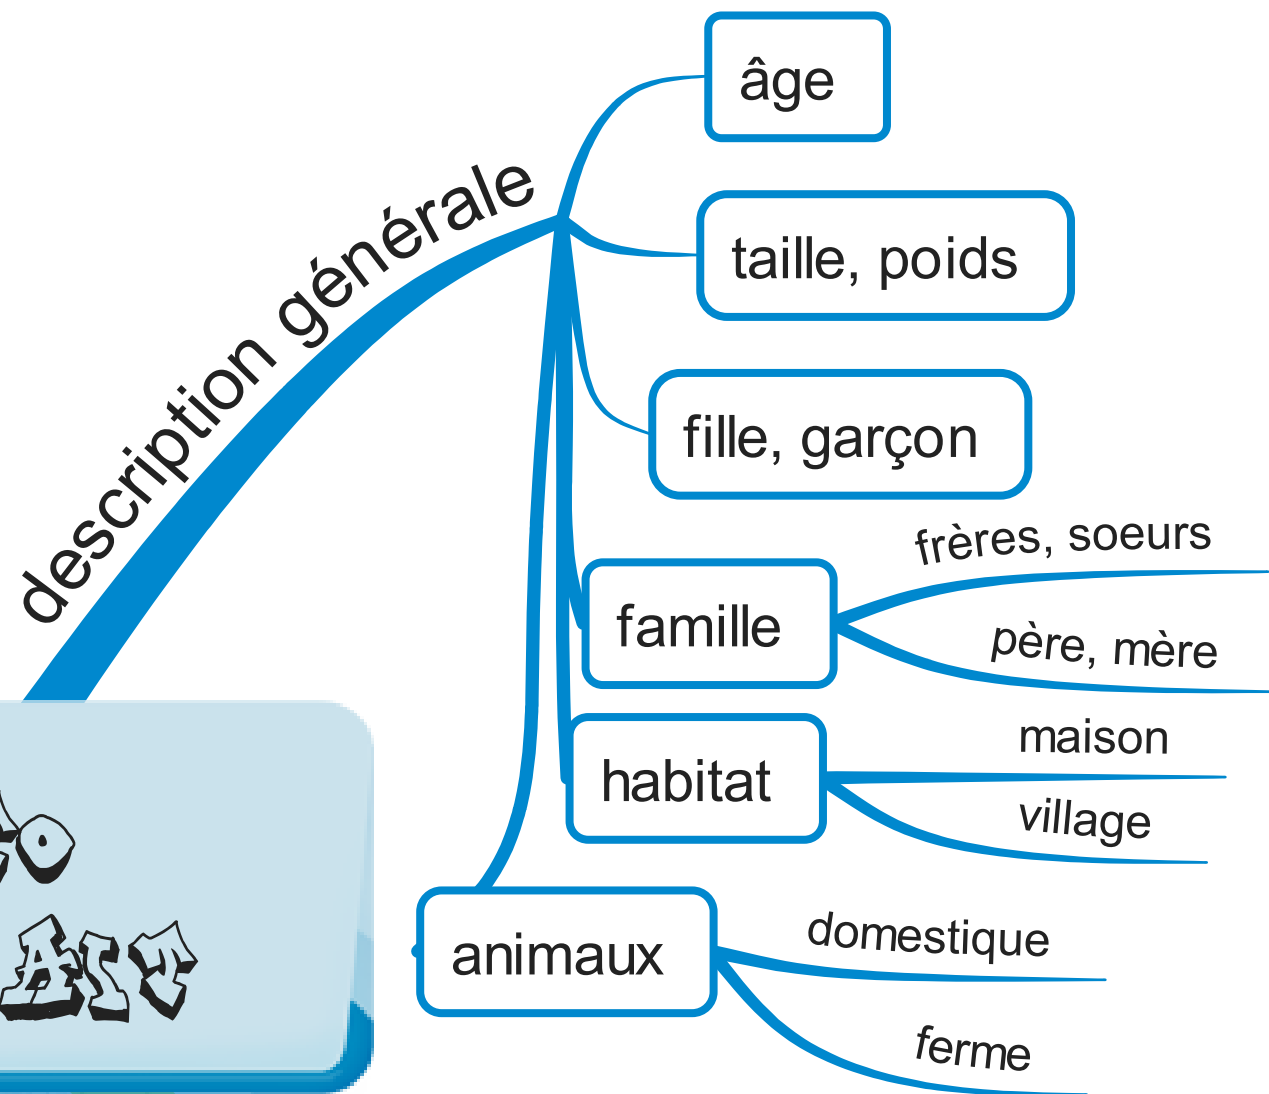 description générale
âge
taille, poids
fille, garçon
famille
frères, soeurs
père, mère
habitat
maison
village
animaux
domestique
ferme